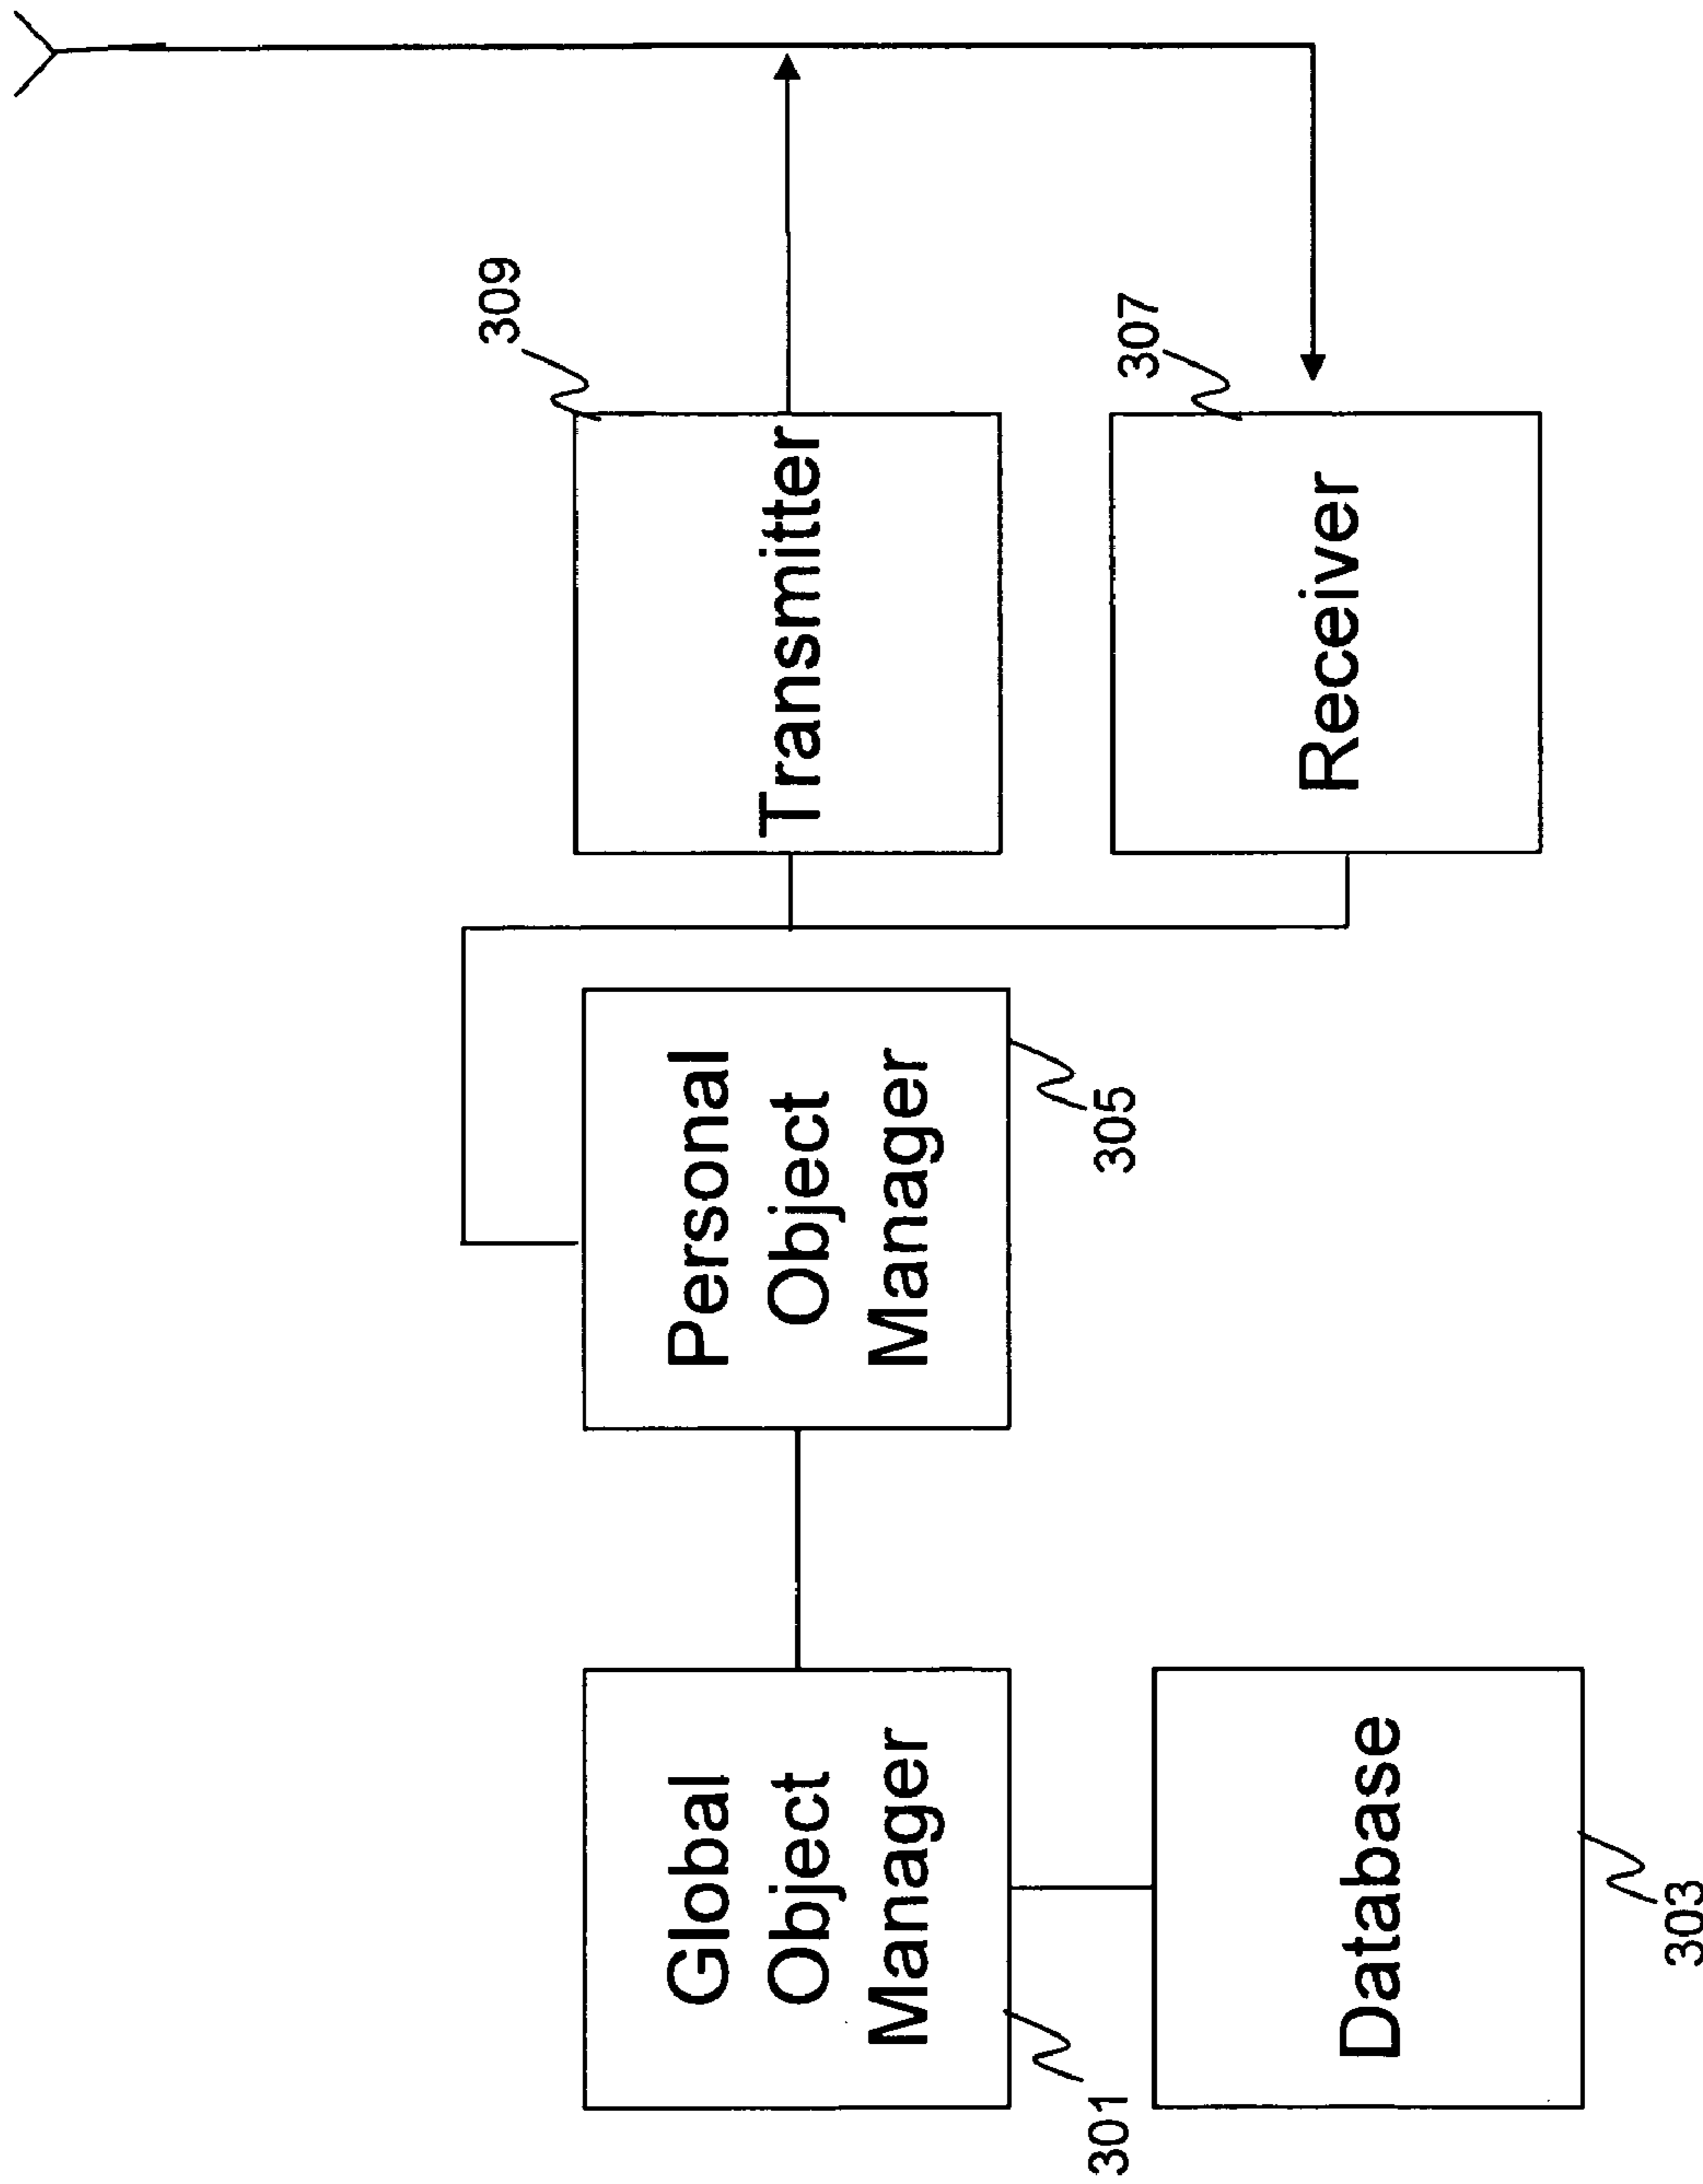 Global
Object
Manager
301
Database
303
Personal
Object
Manager
305
Transmitter
309
Receiver
307